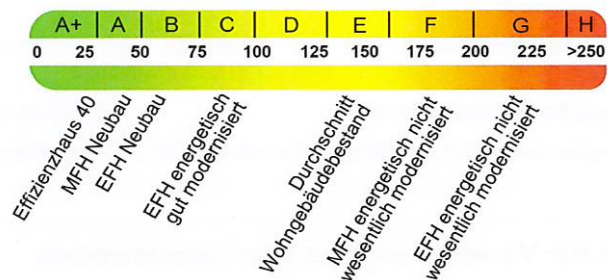 A+ A B C D E F G H
0 25 50 75 100 125 150 175 200 225 >250
Effizienzhaus 40
MFH Neubau
EFH Neubau
EFH energetisch
gut modernisiert
Durchschnitt
Wohngebäudebestand
MFH energetisch nicht
wesentlich modernisiert
EFH energetisch nicht
wesentlich modernisiert